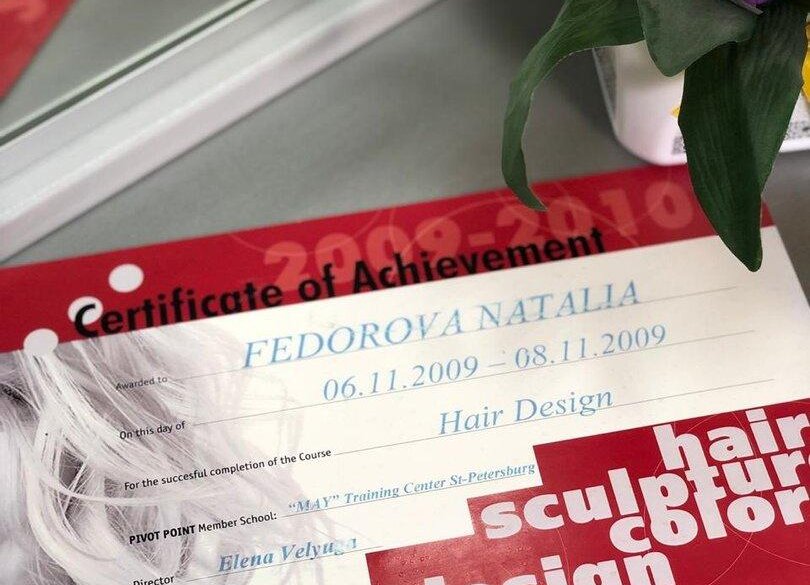 2009-2010
Certificate of Achievement
Awarded to FEDOROVA NATALIA
On this day of 06.11.2009 – 08.11.2009
For the succesful completion of the Course Hair Design
PIVOT POINT Member School: "MAY" Training Center St-Petersburg
Director Elena Velyuga
hair
sculpture
color
design